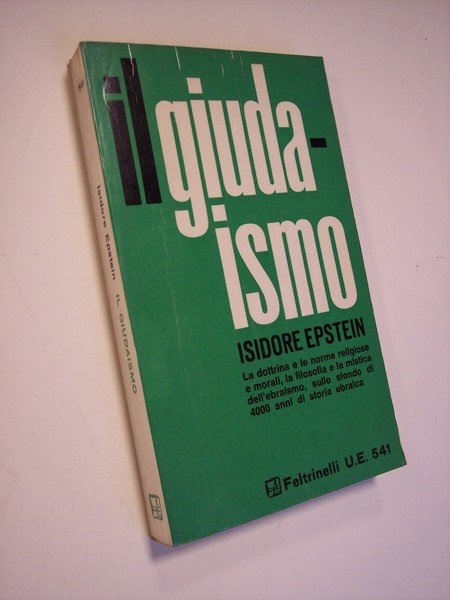 il giuda-
ismo
ISIDORE EPSTEIN
La dottrina e le norme religiose
e morali, la filosofia e la mistica
dell'ebraismo, sullo sfondo di
4000 anni di storia ebraica
Feltrinelli U.E. 541
541
Isidore Epstein IL GIUDAISMO